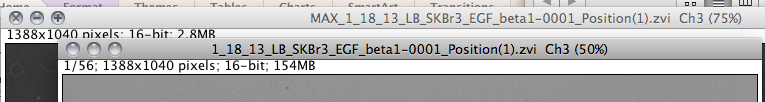 Home Format Themes Tables Charts SmartArt Transitions
MAX_1_18_13_LB_SKBr3_EGF_beta1-0001_Position(1).zvi Ch3 (75%)
1388x1040 pixels; 16-bit; 2.8MB
1_18_13_LB_SKBr3_EGF_beta1-0001_Position(1).zvi Ch3 (50%)
1/56; 1388x1040 pixels; 16-bit; 154MB